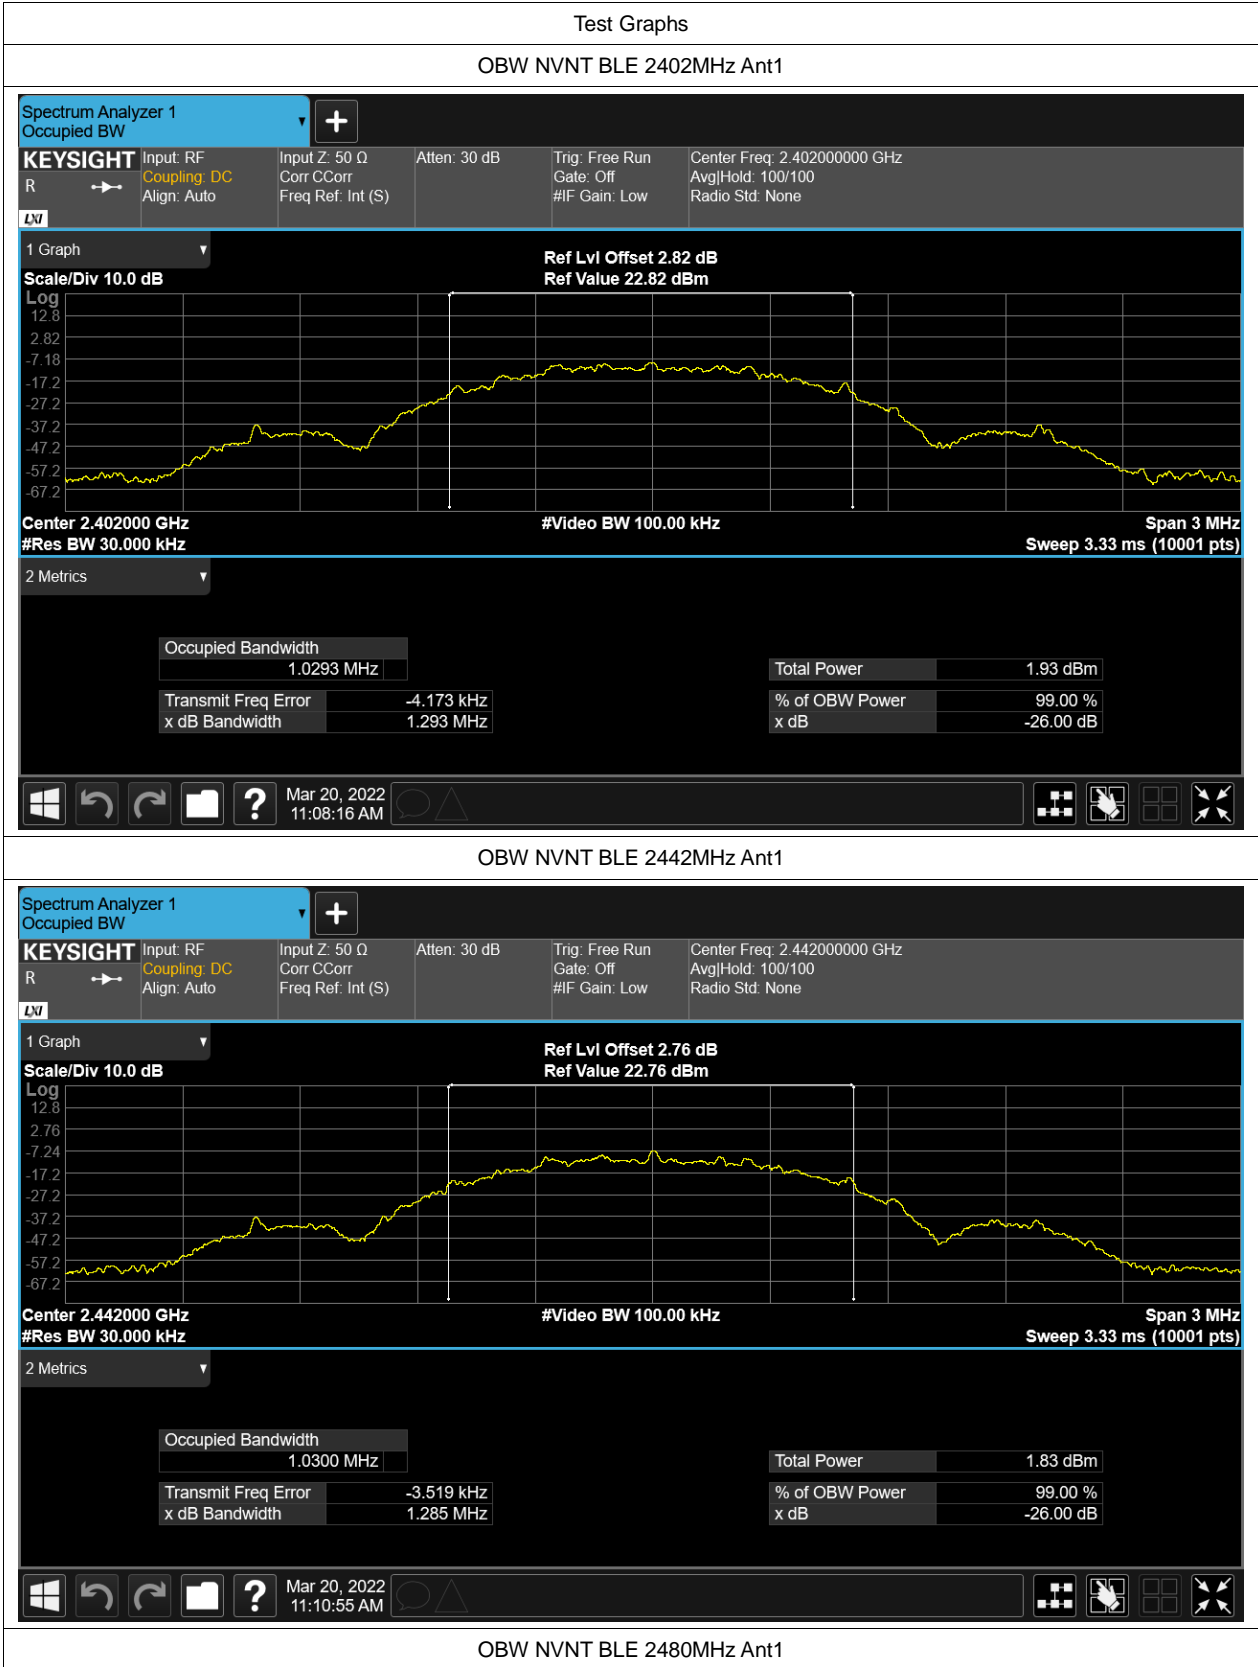 Test Graphs
OBW NVNT BLE 2402MHz Ant1
Spectrum Analyzer 1
Occupied BW
KEYSIGHT Input: RF Input Z: 50 Ω Atten: 30 dB Trig: Free Run Center Freq: 2.402000000 GHz
R Coupling: DC Corr CCorr Gate: Off Avg|Hold: 100/100
Align: Auto Freq Ref: Int (S) #IF Gain: Low Radio Std: None
LXI
1 Graph
Ref Lvl Offset 2.82 dB
Scale/Div 10.0 dB Ref Value 22.82 dBm
Log
12.8
2.82
-7.18
-17.2
-27.2
-37.2
-47.2
-57.2
-67.2
Center 2.402000 GHz #Video BW 100.00 kHz Span 3 MHz
#Res BW 30.000 kHz Sweep 3.33 ms (10001 pts)
2 Metrics
Occupied Bandwidth
1.0293 MHz Total Power 1.93 dBm
Transmit Freq Error -4.173 kHz % of OBW Power 99.00 %
x dB Bandwidth 1.293 MHz x dB -26.00 dB
Mar 20, 2022
11:08:16 AM
OBW NVNT BLE 2442MHz Ant1
Spectrum Analyzer 1
Occupied BW
KEYSIGHT Input: RF Input Z: 50 Ω Atten: 30 dB Trig: Free Run Center Freq: 2.442000000 GHz
R Coupling: DC Corr CCorr Gate: Off Avg|Hold: 100/100
Align: Auto Freq Ref: Int (S) #IF Gain: Low Radio Std: None
LXI
1 Graph
Ref Lvl Offset 2.76 dB
Scale/Div 10.0 dB Ref Value 22.76 dBm
Log
12.8
2.76
-7.24
-17.2
-27.2
-37.2
-47.2
-57.2
-67.2
Center 2.442000 GHz #Video BW 100.00 kHz Span 3 MHz
#Res BW 30.000 kHz Sweep 3.33 ms (10001 pts)
2 Metrics
Occupied Bandwidth
1.0300 MHz Total Power 1.83 dBm
Transmit Freq Error -3.519 kHz % of OBW Power 99.00 %
x dB Bandwidth 1.285 MHz x dB -26.00 dB
Mar 20, 2022
11:10:55 AM
OBW NVNT BLE 2480MHz Ant1